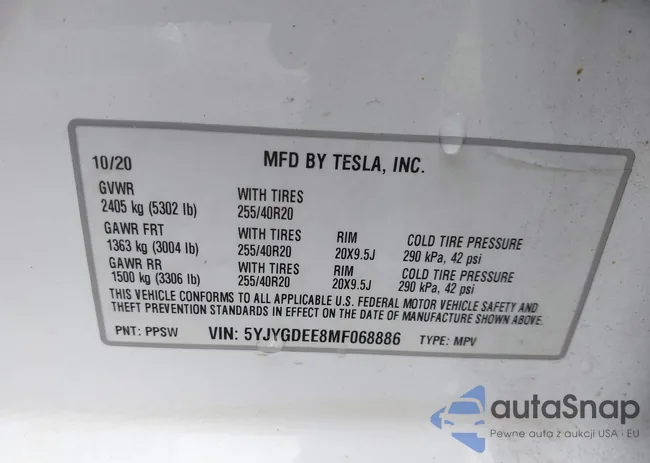 10/20 MFD BY TESLA, INC.
GVWR
2405 kg (5302 lb) WITH TIRES 255/40R20
GAWR FRT WITH TIRES RIM COLD TIRE PRESSURE
1363 kg (3004 lb) 255/40R20 20X9.5J 290 kPa, 42 psi
GAWR RR WITH TIRES RIM COLD TIRE PRESSURE
1500 kg (3306 lb) 255/40R20 20X9.5J 290 kPa, 42 psi
THIS VEHICLE CONFORMS TO ALL APPLICABLE U.S. FEDERAL MOTOR VEHICLE SAFETY AND
THEFT PREVENTION STANDARDS IN EFFECT ON THE DATE OF MANUFACTURE SHOWN ABOVE.
PNT: PPSW VIN: 5YJYGDEE8MF068886 TYPE: MPV
autoSnap
Pewne auta z aukcji USA i EU